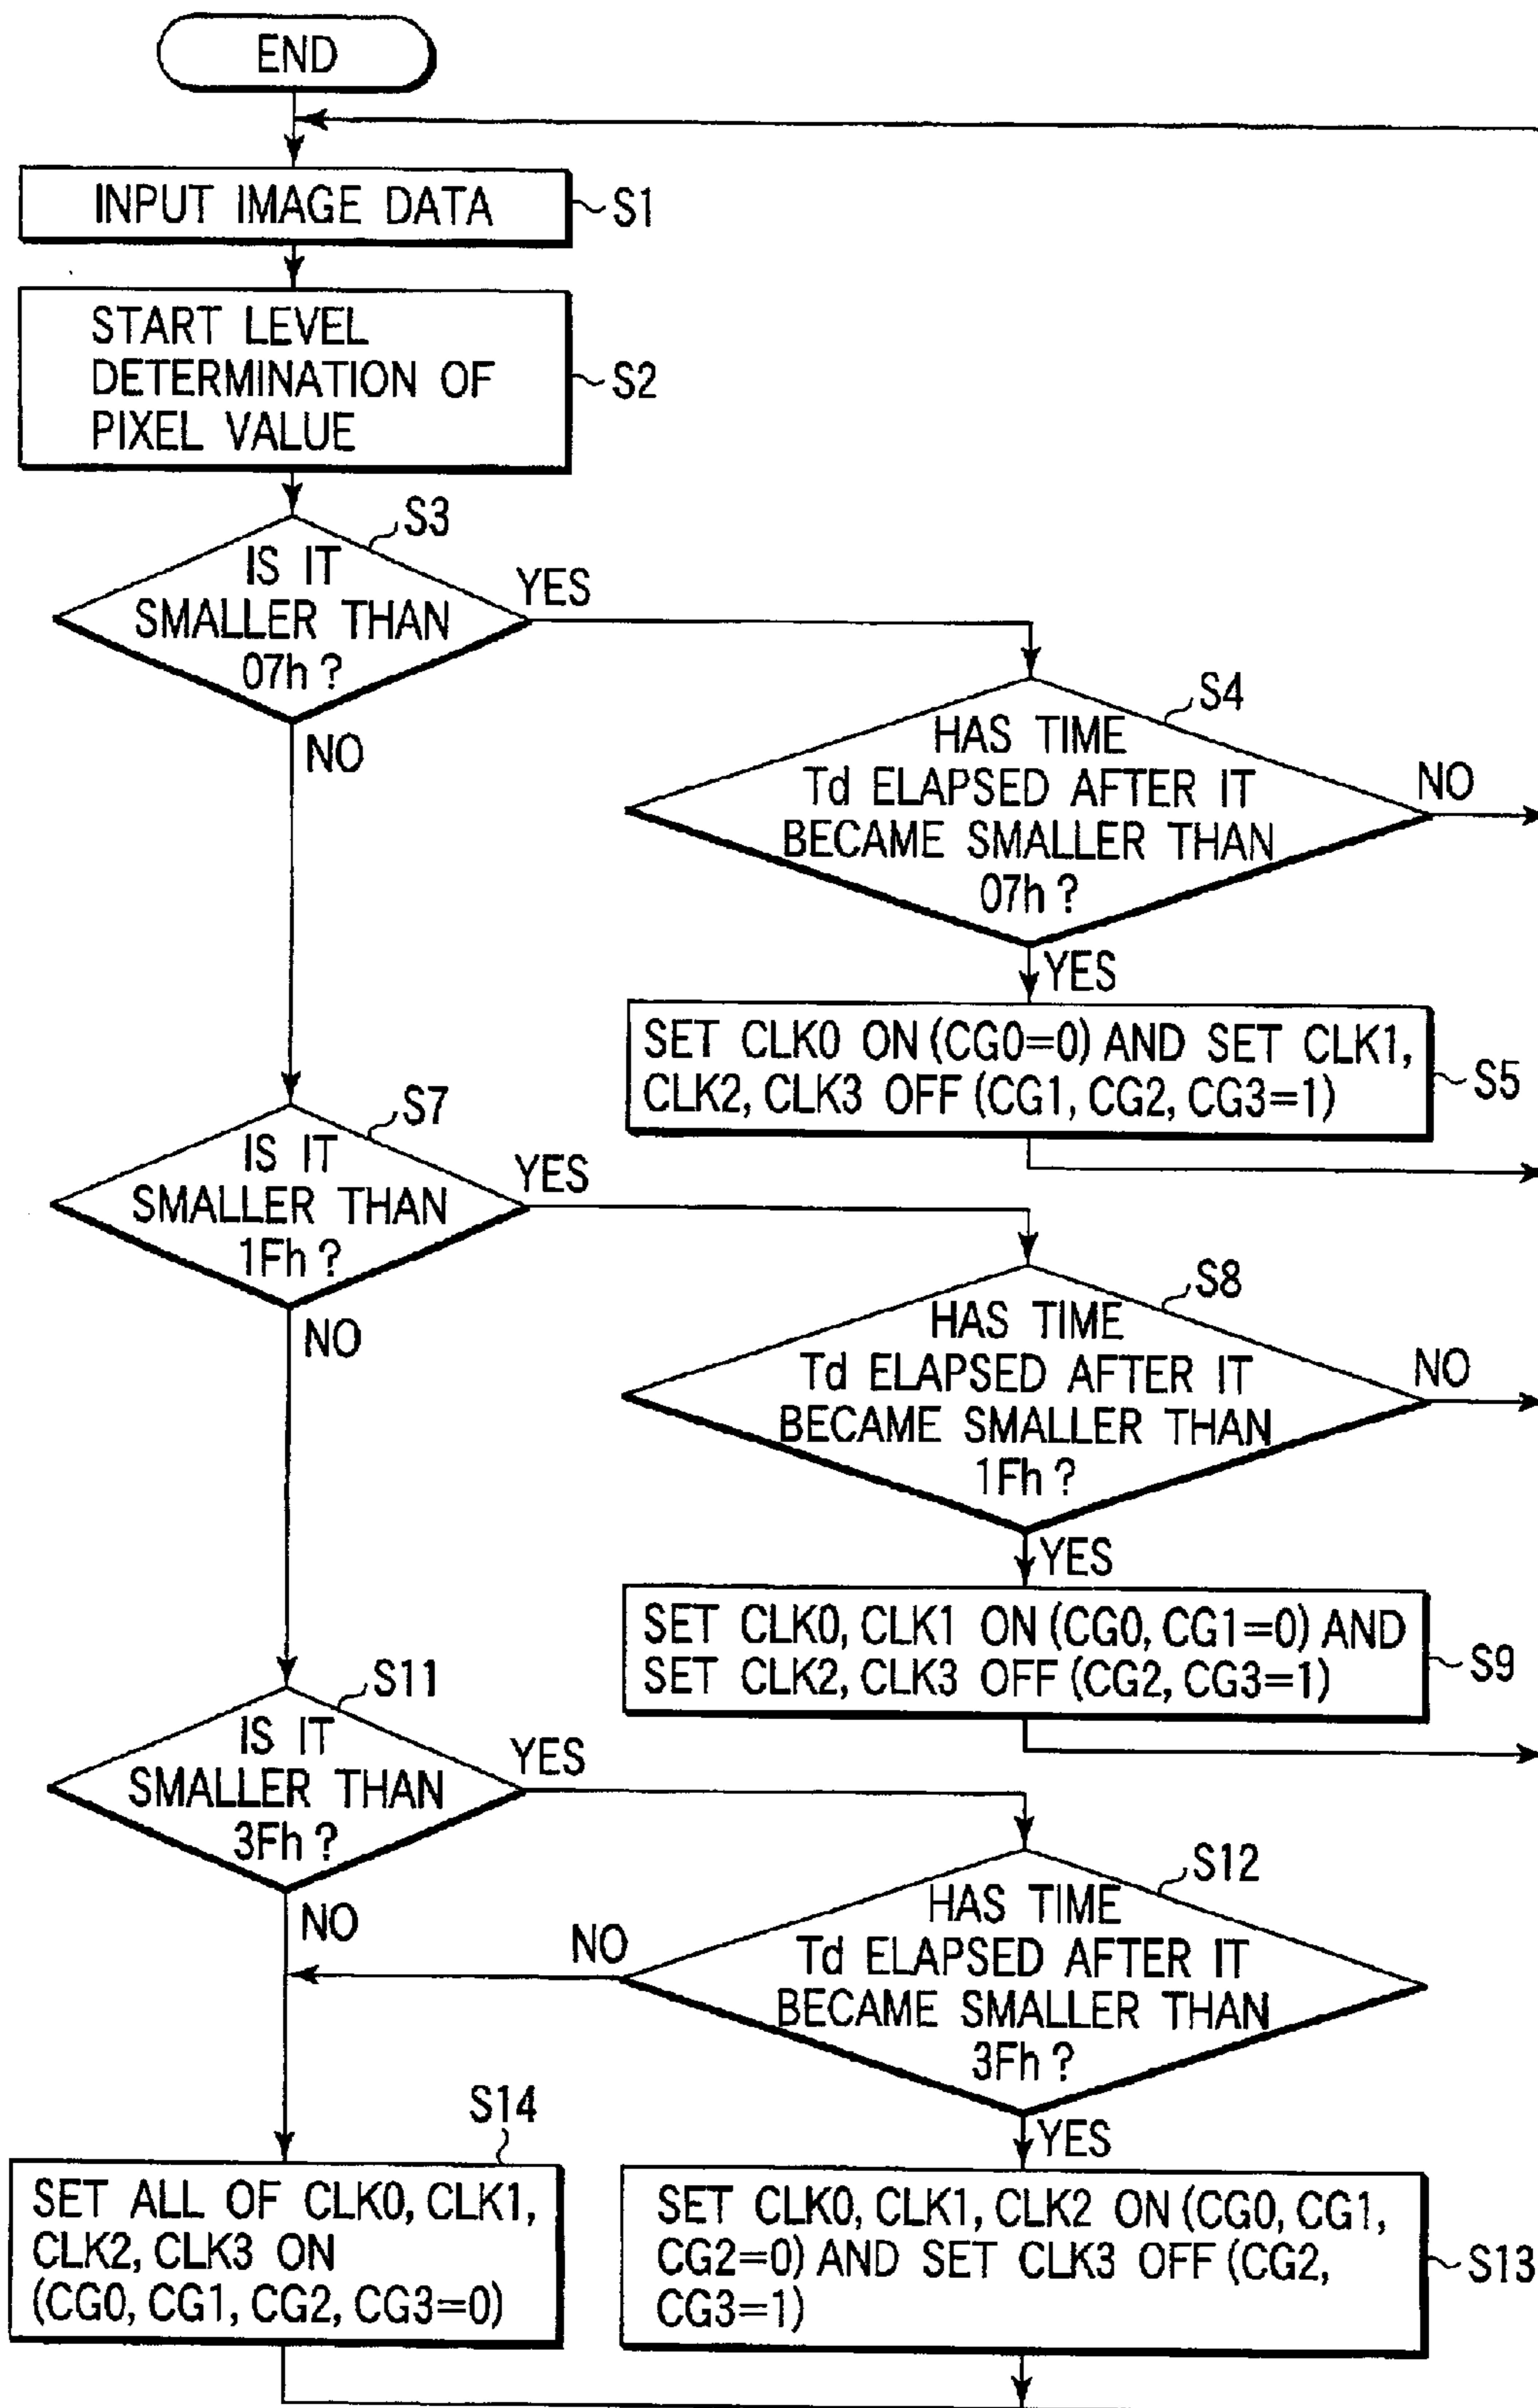 END
INPUT IMAGE DATA
S1
START LEVEL
DETERMINATION OF
PIXEL VALUE
S2
S3
IS IT
SMALLER THAN
07h?
YES
NO
S4
HAS TIME
Td ELAPSED AFTER IT
BECAME SMALLER THAN
07h?
NO
YES
SET CLK0 ON (CG0=0) AND SET CLK1,
CLK2, CLK3 OFF (CG1, CG2, CG3=1)
S5
S7
IS IT
SMALLER THAN
1Fh?
YES
NO
S8
HAS TIME
Td ELAPSED AFTER IT
BECAME SMALLER THAN
1Fh?
NO
YES
SET CLK0, CLK1 ON (CG0, CG1=0) AND
SET CLK2, CLK3 OFF (CG2, CG3=1)
S9
S11
IS IT
SMALLER THAN
3Fh?
YES
NO
S12
HAS TIME
Td ELAPSED AFTER IT
BECAME SMALLER THAN
3Fh?
NO
YES
S14
SET ALL OF CLK0, CLK1,
CLK2, CLK3 ON
(CG0, CG1, CG2, CG3=0)
SET CLK0, CLK1, CLK2 ON (CG0, CG1,
CG2=0) AND SET CLK3 OFF (CG2,
CG3=1)
S13